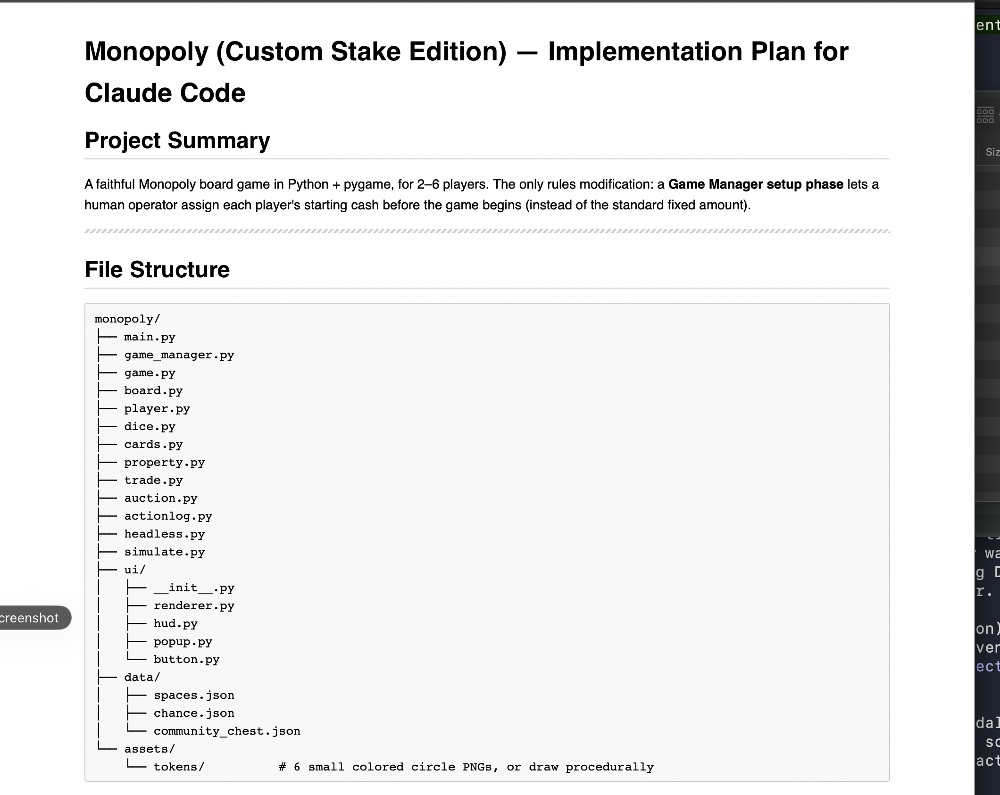 Monopoly (Custom Stake Edition) — Implementation Plan for
Claude Code
Project Summary
A faithful Monopoly board game in Python + pygame, for 2–6 players. The only rules modification: a Game Manager setup phase lets a
human operator assign each player's starting cash before the game begins (instead of the standard fixed amount).
File Structure
monopoly/
├── main.py
├── game_manager.py
├── game.py
├── board.py
├── player.py
├── dice.py
├── cards.py
├── property.py
├── trade.py
├── auction.py
├── actionlog.py
├── headless.py
├── simulate.py
├── ui/
│   ├── __init__.py
│   ├── renderer.py
│   ├── hud.py
│   ├── popup.py
│   └── button.py
├── data/
│   ├── spaces.json
│   ├── chance.json
│   └── community_chest.json
└── assets/
    └── tokens/          # 6 small colored circle PNGs, or draw procedurally
creenshot
ent
Siz
wa
g D
r.
on)
ver
ect
dal
sc
act